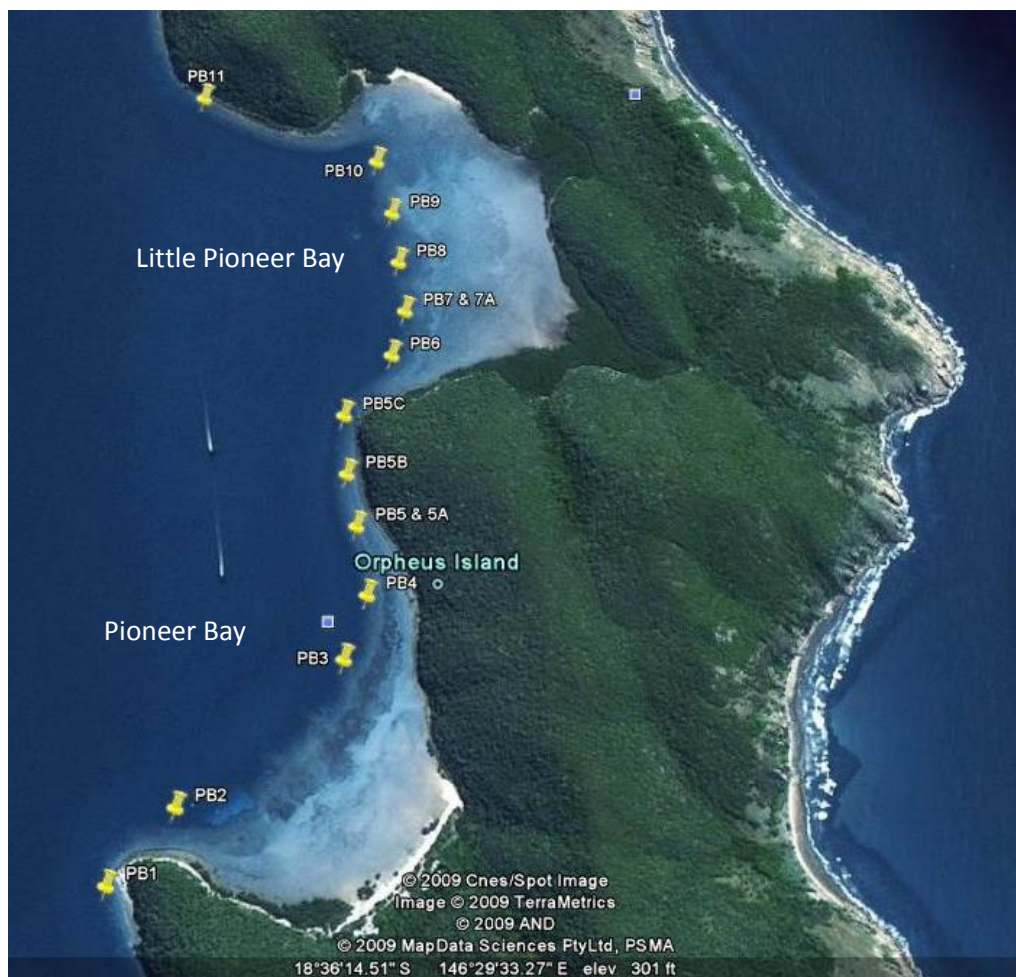 PB11
PB10
PB9
Little Pioneer Bay
PB8
PB7 & 7A
PB6
PB5C
PB5B
PB5 & 5A
Orpheus Island
PB4
Pioneer Bay
PB3
PB2
PB1
© 2009 Cnes/Spot Image
Image © 2009 TerraMetrics
© 2009 AND
© 2009 MapData Sciences PtyLtd, PSMA
18°36'14.51" S 146°29'33.27" E elev 301 ft